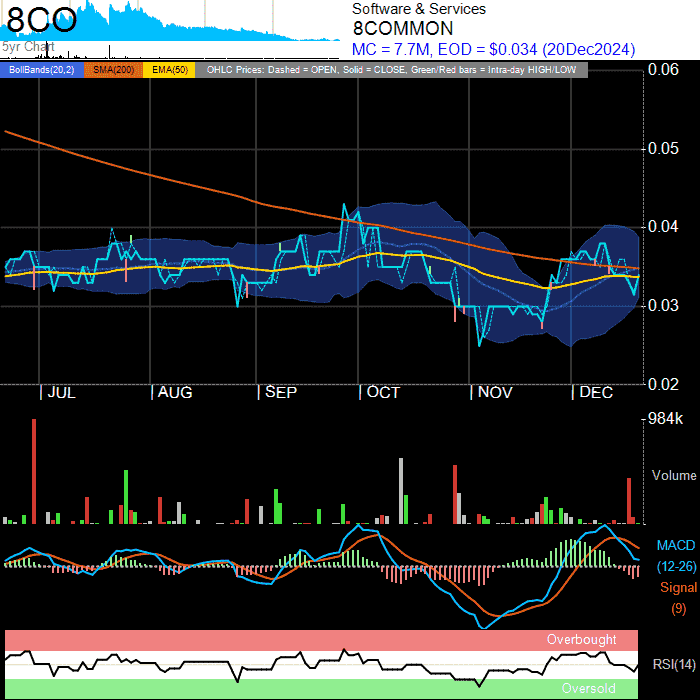 8CO
5yr Chart
Software & Services
8COMMON
MC = 7.7M, EOD = $0.034 (20Dec2024)
BollBands(20,2) SMA(200) EMA(50) OHLC Prices: Dashed = OPEN, Solid = CLOSE, Green/Red bars = Intra-day HIGH/LOW
0.06
0.05
0.04
0.03
0.02
JUL AUG SEP OCT NOV DEC
984k
Volume
MACD
(12-26)
Signal
(9)
Overbought
RSI(14)
Oversold